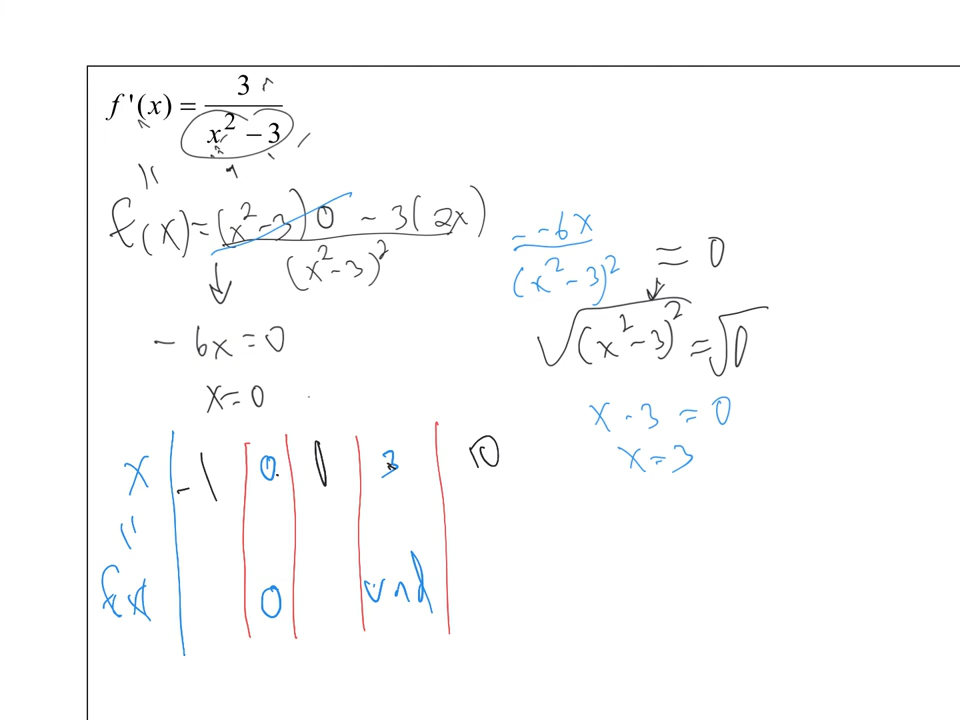 f'(x) = 3/(x² − 3)
f''(x) = ((x² − 3)0 − 3(2x))/(x² − 3)²
= −6x/(x² − 3)² = 0
− 6x = 0
√(x² − 3)² = √0
x = 0
x − 3 = 0
x = 3
x −1 0 1 3 10
f''(x) 0 und